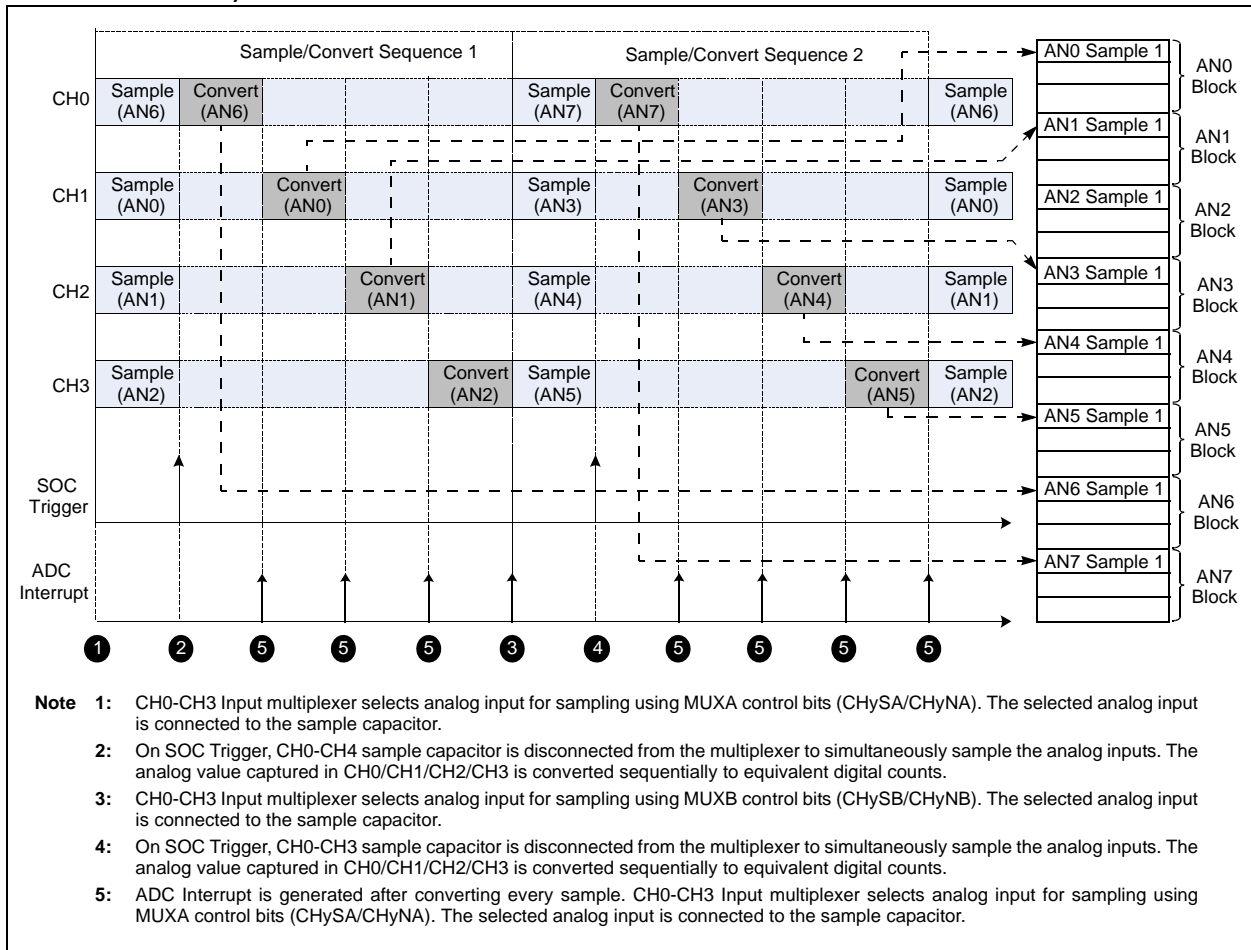 Sample/Convert Sequence 1
Sample/Convert Sequence 2
CH0
Sample
(AN6)
Convert
(AN6)
Sample
(AN7)
Convert
(AN7)
Sample
(AN6)
CH1
Sample
(AN0)
Convert
(AN0)
Sample
(AN3)
Convert
(AN3)
Sample
(AN0)
CH2
Sample
(AN1)
Convert
(AN1)
Sample
(AN4)
Convert
(AN4)
Sample
(AN1)
CH3
Sample
(AN2)
Convert
(AN2)
Sample
(AN5)
Convert
(AN5)
Sample
(AN2)
SOC
Trigger
ADC
Interrupt
1 2 5 5 5 3 4 5 5 5 5
AN0 Sample 1
AN0
Block
AN1 Sample 1
AN1
Block
AN2 Sample 1
AN2
Block
AN3 Sample 1
AN3
Block
AN4 Sample 1
AN4
Block
AN5 Sample 1
AN5
Block
AN6 Sample 1
AN6
Block
AN7 Sample 1
AN7
Block
Note 1: CH0-CH3 Input multiplexer selects analog input for sampling using MUXA control bits (CHySA/CHyNA). The selected analog input
is connected to the sample capacitor.
2: On SOC Trigger, CH0-CH4 sample capacitor is disconnected from the multiplexer to simultaneously sample the analog inputs. The
analog value captured in CH0/CH1/CH2/CH3 is converted sequentially to equivalent digital counts.
3: CH0-CH3 Input multiplexer selects analog input for sampling using MUXB control bits (CHySB/CHyNB). The selected analog input
is connected to the sample capacitor.
4: On SOC Trigger, CH0-CH3 sample capacitor is disconnected from the multiplexer to simultaneously sample the analog inputs. The
analog value captured in CH0/CH1/CH2/CH3 is converted sequentially to equivalent digital counts.
5: ADC Interrupt is generated after converting every sample. CH0-CH3 Input multiplexer selects analog input for sampling using
MUXA control bits (CHySA/CHyNA). The selected analog input is connected to the sample capacitor.